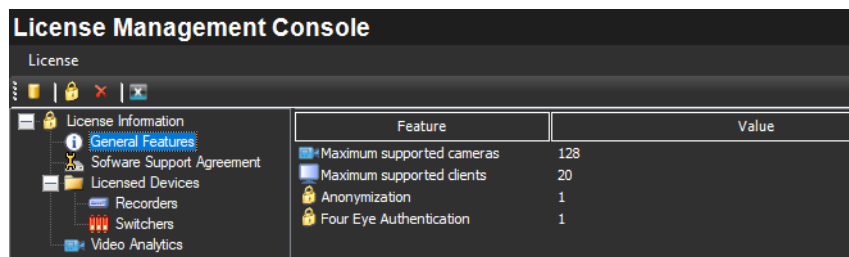 License Management Console
License
License Information
General Features
Sofware Support Agreement
Licensed Devices
Recorders
Switchers
Video Analytics
Feature Value
Maximum supported cameras 128
Maximum supported clients 20
Anonymization 1
Four Eye Authentication 1